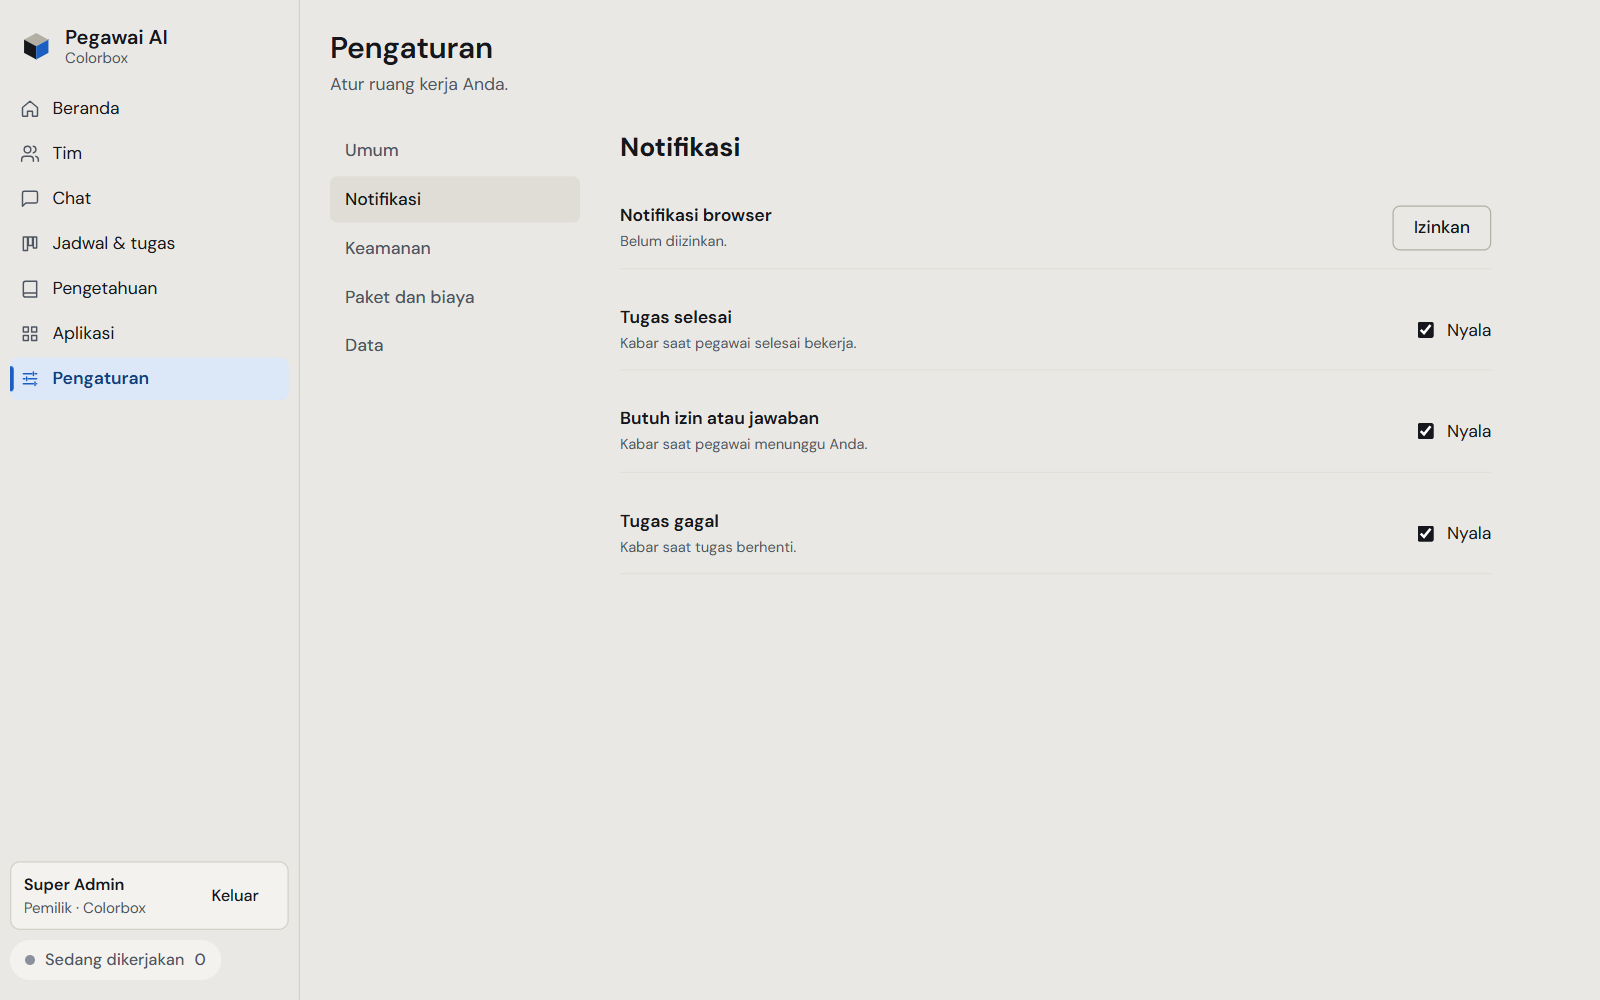 Pegawai AI
Colorbox
Beranda
Tim
Chat
Jadwal & tugas
Pengetahuan
Aplikasi
Pengaturan
Super Admin
Pemilik · Colorbox
Keluar
Sedang dikerjakan 0
Pengaturan
Atur ruang kerja Anda.
Umum
Notifikasi
Keamanan
Paket dan biaya
Data
Notifikasi
Notifikasi browser
Belum diizinkan.
Izinkan
Tugas selesai
Kabar saat pegawai selesai bekerja.
Nyala
Butuh izin atau jawaban
Kabar saat pegawai menunggu Anda.
Nyala
Tugas gagal
Kabar saat tugas berhenti.
Nyala